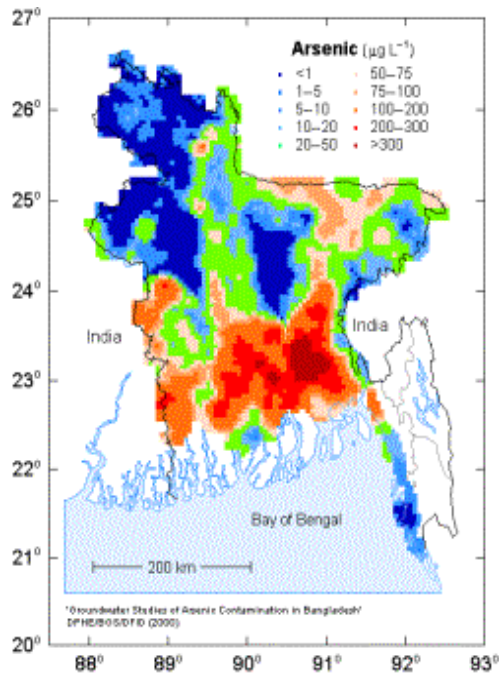 27°
26°
25°
24°
23°
22°
21°
20°
Arsenic (µg L⁻¹)
<1
1–5
5–10
10–20
20–50
50–75
75–100
100–200
200–300
>300
India
India
Bay of Bengal
200 km
'Groundwater Studies of Arsenic Contamination in Bangladesh'
DPHE/BGS/DFID (2000)
88° 89° 90° 91° 92° 93°